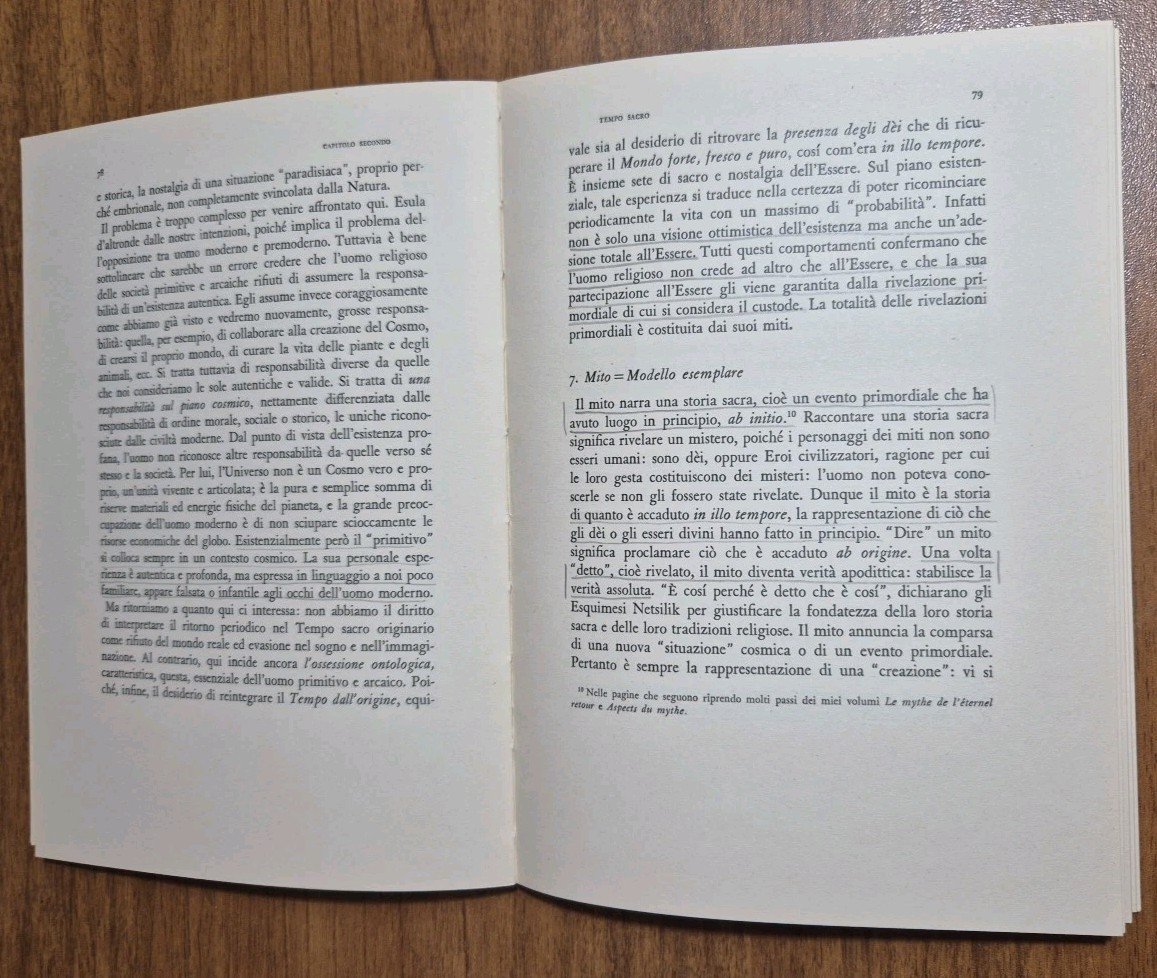 78
CAPITOLO SECONDO
e storica, la nostalgia di una situazione "paradisiaca", proprio per-
ché embrionale, non completamente svincolata dalla Natura.
Il problema è troppo complesso per venire affrontato qui. Esula
d'altronde dalle nostre intenzioni, poiché implica il problema del-
l'opposizione tra uomo moderno e premoderno. Tuttavia è bene
sottolineare che sarebbe un errore credere che l'uomo religioso
delle società primitive e arcaiche rifiuti di assumere la responsa-
bilità di un'esistenza autentica. Egli assume invece coraggiosamente
come abbiamo già visto e vedremo nuovamente, grosse responsa-
bilità: quella, per esempio, di collaborare alla creazione del Cosmo,
di crearsi il proprio mondo, di curare la vita delle piante e degli
animali, ecc. Si tratta tuttavia di responsabilità diverse da quelle
che noi consideriamo le sole autentiche e valide. Si tratta di una
responsabilità sul piano cosmico, nettamente differenziata dalle
responsabilità di ordine morale, sociale o storico, le uniche ricono-
sciute dalle civiltà moderne. Dal punto di vista dell'esistenza pro-
fana, l'uomo non riconosce altre responsabilità da quelle verso sé
stesso e la società. Per lui, l'Universo non è un Cosmo vero e pro-
prio, un'unità vivente e articolata; è la pura e semplice somma di
riserve materiali ed energie fisiche del pianeta, e la grande preoc-
cupazione dell'uomo moderno è di non sciupare scioccamente le
risorse economiche del globo. Esistenzialmente però il "primitivo"
si colloca sempre in un contesto cosmico. La sua personale espe-
rienza è autentica e profonda, ma espressa in linguaggio a noi poco
familiare, appare falsata o infantile agli occhi dell'uomo moderno.
Ma ritorniamo a quanto qui ci interessa: non abbiamo il diritto
di interpretare il ritorno periodico nel Tempo sacro originario
come rifiuto del mondo reale ed evasione nel sogno e nell'immagi-
nazione. Al contrario, qui incide ancora l'ossessione ontologica,
caratteristica, questa, essenziale dell'uomo primitivo e arcaico. Poi-
ché, infine, il desiderio di reintegrare il Tempo dall'origine, equi-
TEMPO SACRO
79
vale sia al desiderio di ritrovare la presenza degli dèi che di ricu-
perare il Mondo forte, fresco e puro, cosí com'era in illo tempore.
È insieme sete di sacro e nostalgia dell'Essere. Sul piano esisten-
ziale, tale esperienza si traduce nella certezza di poter ricominciare
periodicamente la vita con un massimo di "probabilità". Infatti
non è solo una visione ottimistica dell'esistenza ma anche un'ade-
sione totale all'Essere. Tutti questi comportamenti confermano che
l'uomo religioso non crede ad altro che all'Essere, e che la sua
partecipazione all'Essere gli viene garantita dalla rivelazione pri-
mordiale di cui si considera il custode. La totalità delle rivelazioni
primordiali è costituita dai suoi miti.
7. Mito = Modello esemplare
Il mito narra una storia sacra, cioè un evento primordiale che ha
avuto luogo in principio, ab initio.¹⁰ Raccontare una storia sacra
significa rivelare un mistero, poiché i personaggi dei miti non sono
esseri umani: sono dèi, oppure Eroi civilizzatori, ragione per cui
le loro gesta costituiscono dei misteri: l'uomo non poteva cono-
scerle se non gli fossero state rivelate. Dunque il mito è la storia
di quanto è accaduto in illo tempore, la rappresentazione di ciò che
gli dèi o gli esseri divini hanno fatto in principio. "Dire" un mito
significa proclamare ciò che è accaduto ab origine. Una volta
"detto", cioè rivelato, il mito diventa verità apodittica: stabilisce la
verità assoluta. "È cosí perché è detto che è cosí", dichiarano gli
Esquimesi Netsilik per giustificare la fondatezza della loro storia
sacra e delle loro tradizioni religiose. Il mito annuncia la comparsa
di una nuova "situazione" cosmica o di un evento primordiale.
Pertanto è sempre la rappresentazione di una "creazione": vi si
¹⁰ Nelle pagine che seguono riprendo molti passi dei miei volumi Le mythe de l'éternel
retour e Aspects du mythe.